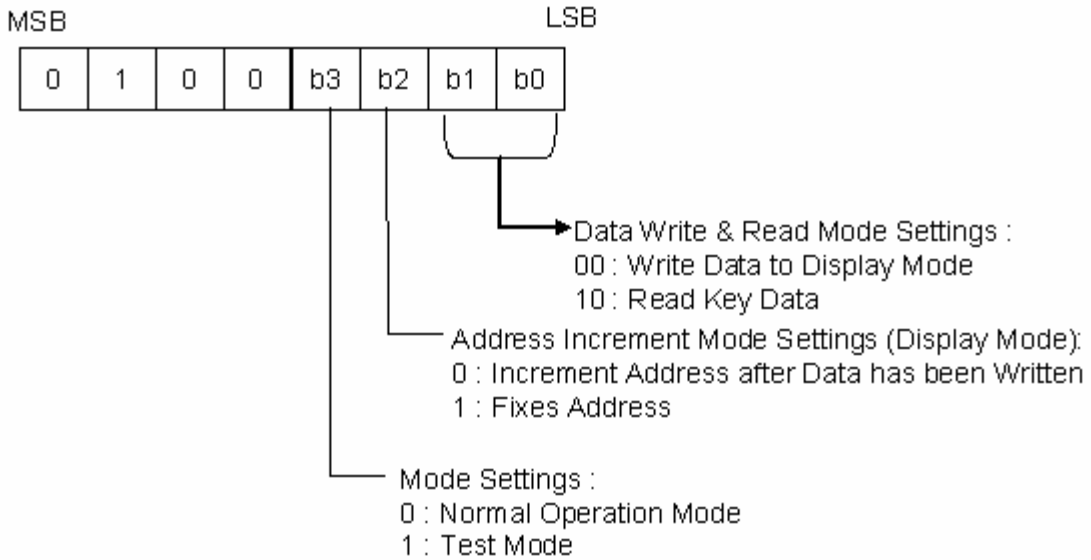 MSB LSB
0 1 0 0 b3 b2 b1 b0
Data Write & Read Mode Settings :
00 : Write Data to Display Mode
10 : Read Key Data
Address Increment Mode Settings (Display Mode):
0 : Increment Address after Data has been Written
1 : Fixes Address
Mode Settings :
0 : Normal Operation Mode
1 : Test Mode